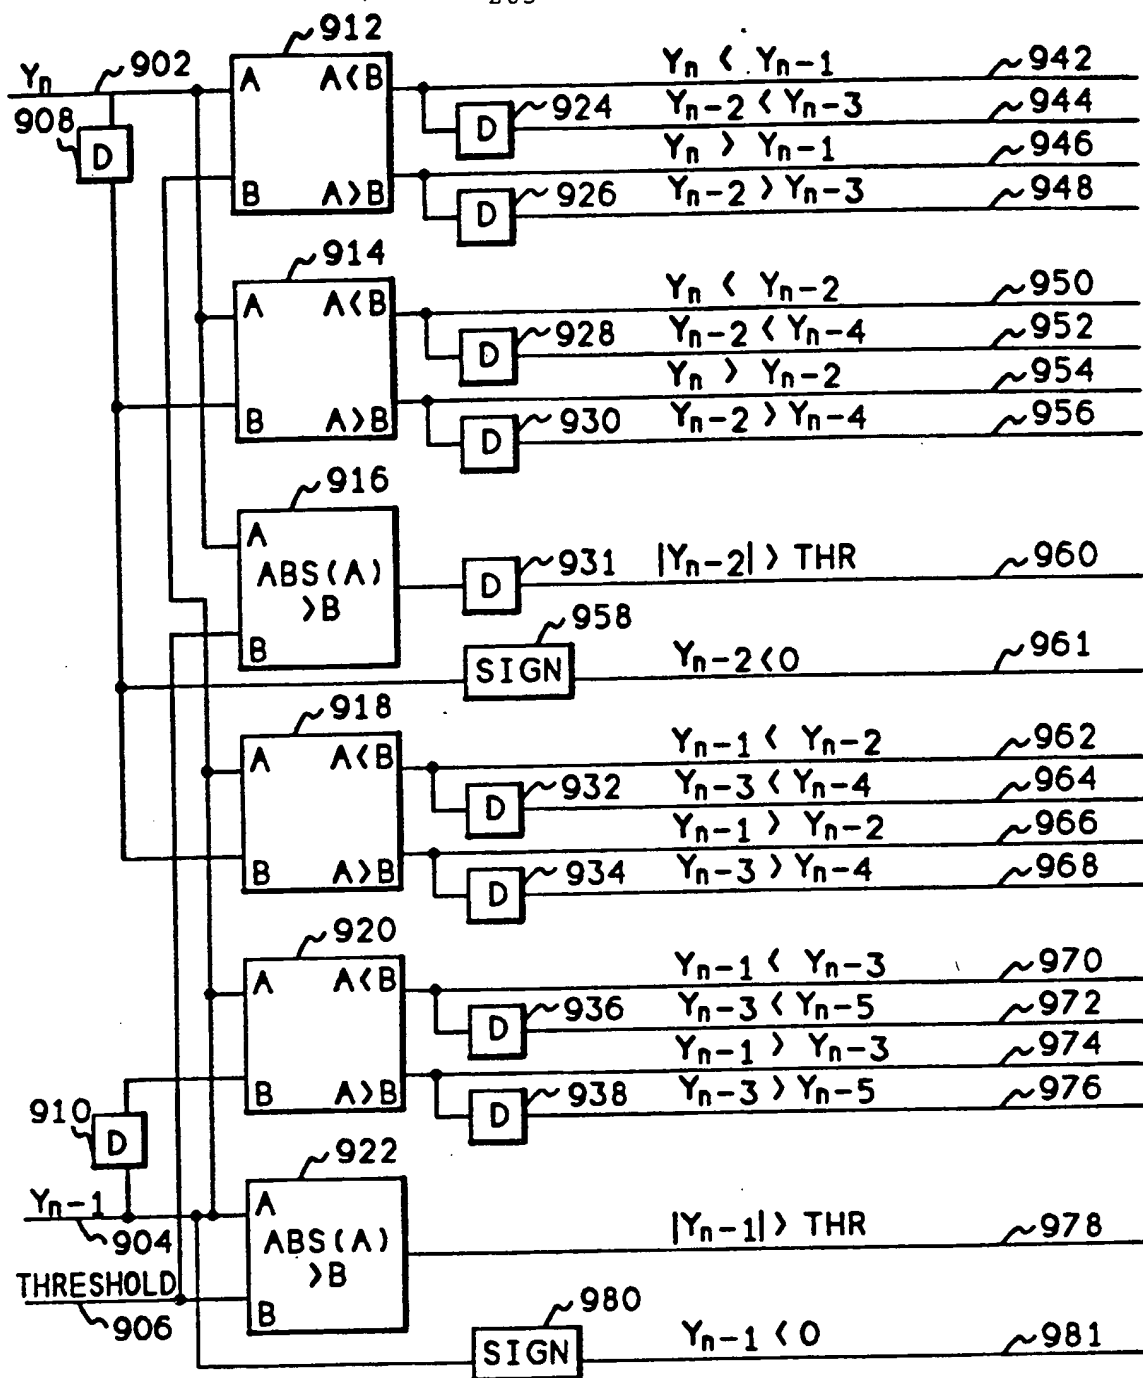 912
Yn 902 A A<B Yn < Yn-1 942
908 D 924 Yn-2 < Yn-3 944
D Yn > Yn-1 946
B A>B D 926 Yn-2 > Yn-3 948
914
A A<B Yn < Yn-2 950
D 928 Yn-2 < Yn-4 952
Yn > Yn-2 954
B A>B D 930 Yn-2 > Yn-4 956
916
A
ABS(A) >B D 931 |Yn-2| > THR 960
B 958
SIGN Yn-2<0 961
918
A A<B Yn-1 < Yn-2 962
D 932 Yn-3 < Yn-4 964
Yn-1 > Yn-2 966
B A>B D 934 Yn-3 > Yn-4 968
920
A A<B Yn-1 < Yn-3 970
D 936 Yn-3 < Yn-5 972
Yn-1 > Yn-3 974
B A>B D 938 Yn-3 > Yn-5 976
910 D
922
Yn-1 A
904 ABS(A) >B |Yn-1| > THR 978
THRESHOLD B
906 980
SIGN Yn-1 <0 981